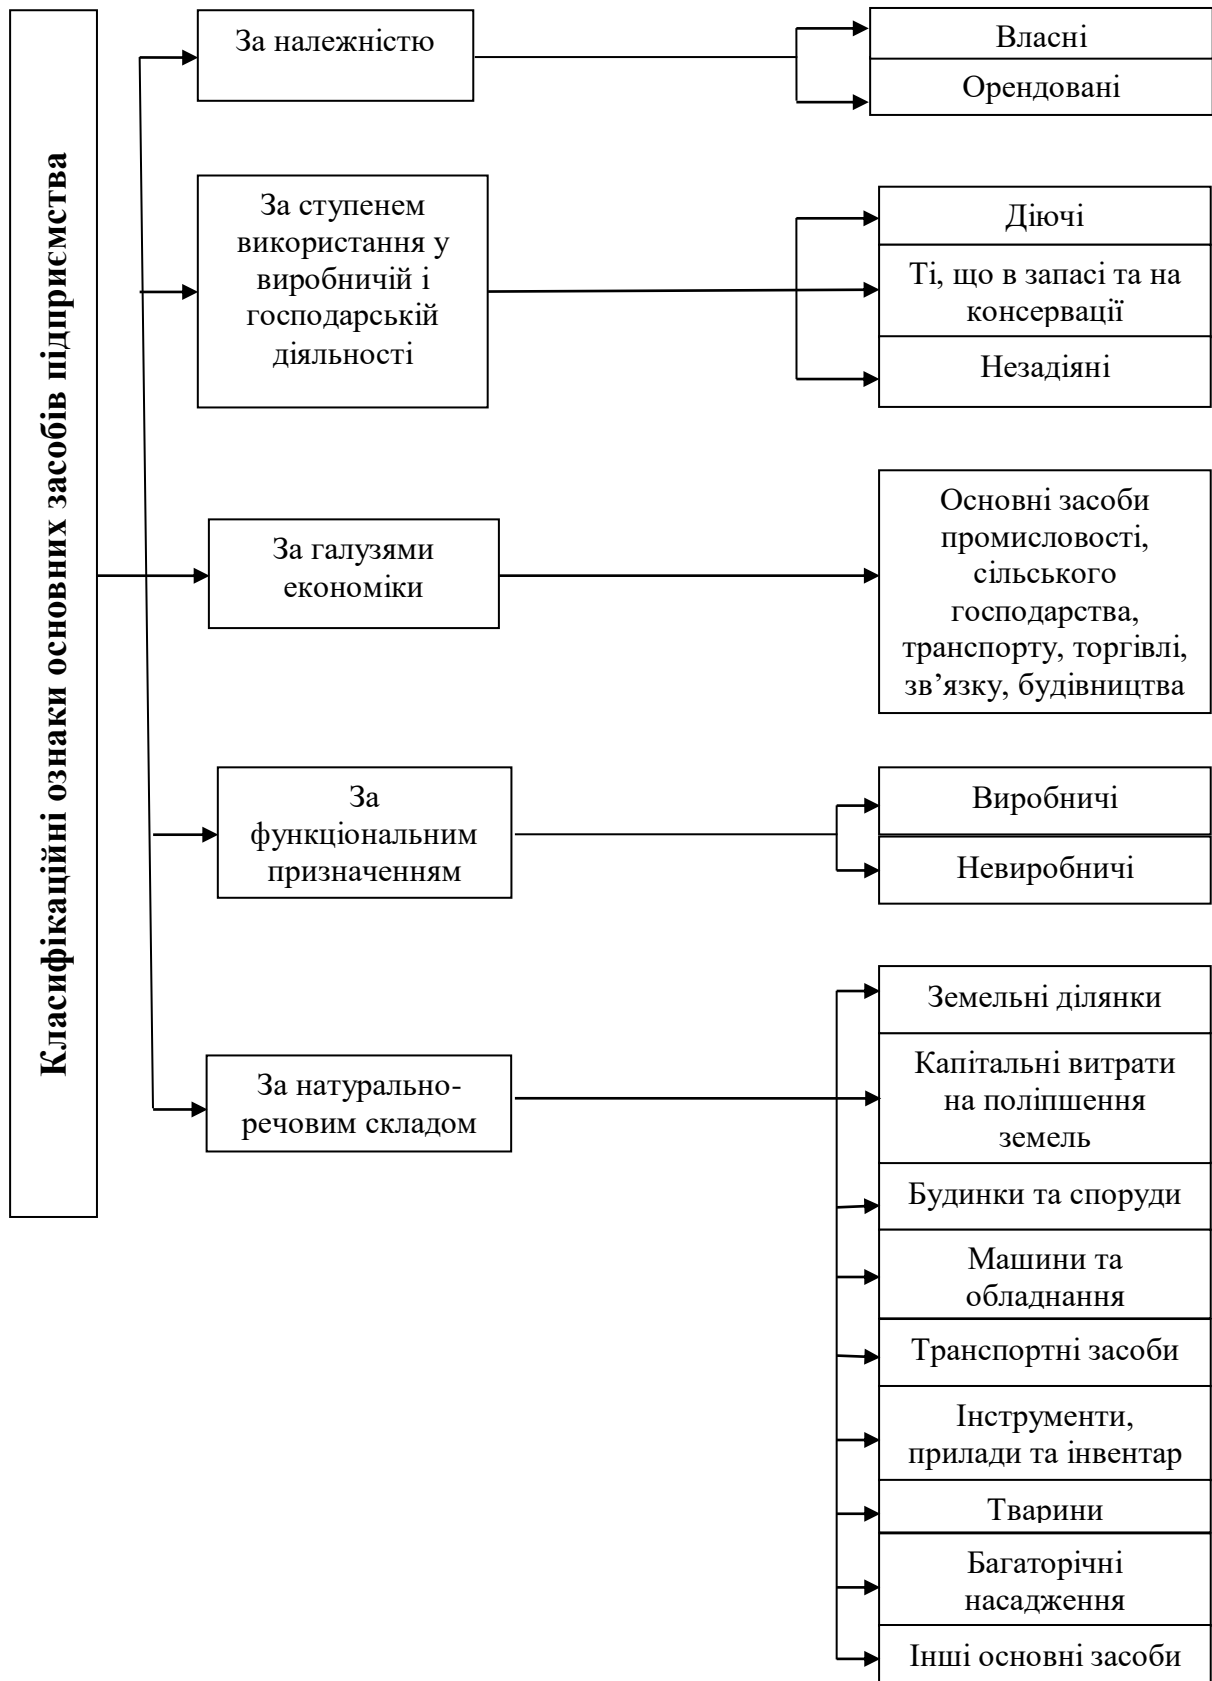 Класифікаційні ознаки основних засобів підприємства
За належністю
Власні
Орендовані
За ступенем
використання у
виробничій і
господарській
діяльності
Діючі
Ті, що в запасі та на
консервації
Незадіяні
За галузями
економіки
Основні засоби
промисловості,
сільського
господарства,
транспорту, торгівлі,
зв’язку, будівництва
За
функціональним
призначенням
Виробничі
Невиробничі
За натурально-
речовим складом
Земельні ділянки
Капітальні витрати
на поліпшення
земель
Будинки та споруди
Машини та
обладнання
Транспортні засоби
Інструменти,
прилади та інвентар
Тварини
Багаторічні
насадження
Інші основні засоби